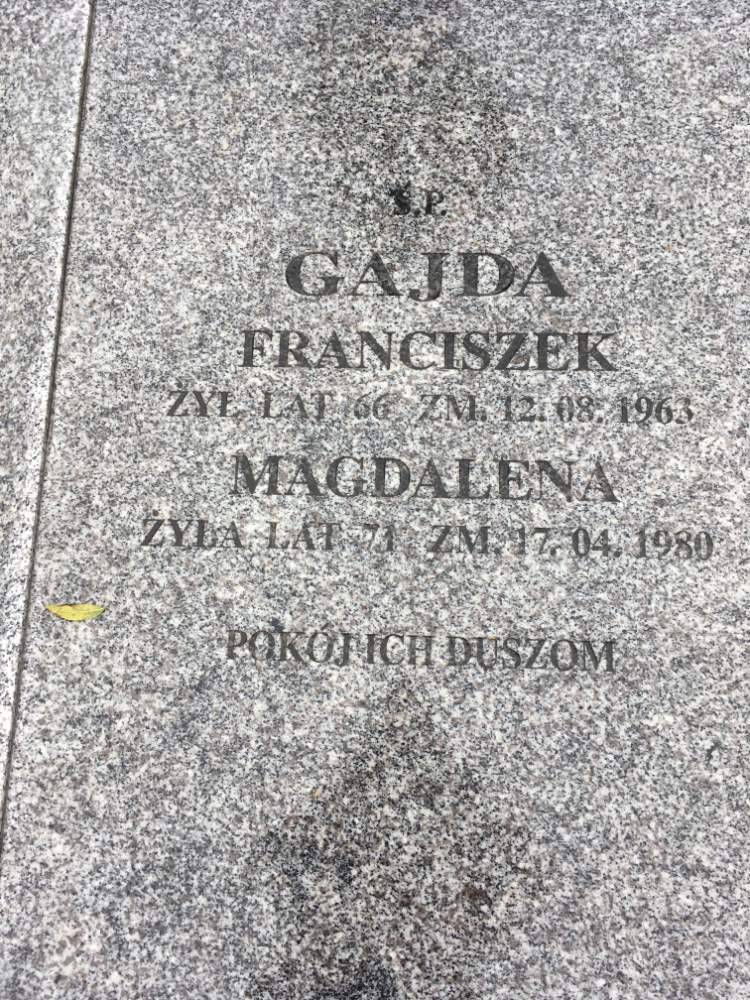 Ś.P.
GAJDA
FRANCISZEK
ŻYŁ LAT 66 ZM. 12. 08. 1963
MAGDALENA
ŻYŁA LAT 71 ZM. 17. 04. 1980
POKÓJ ICH DUSZOM